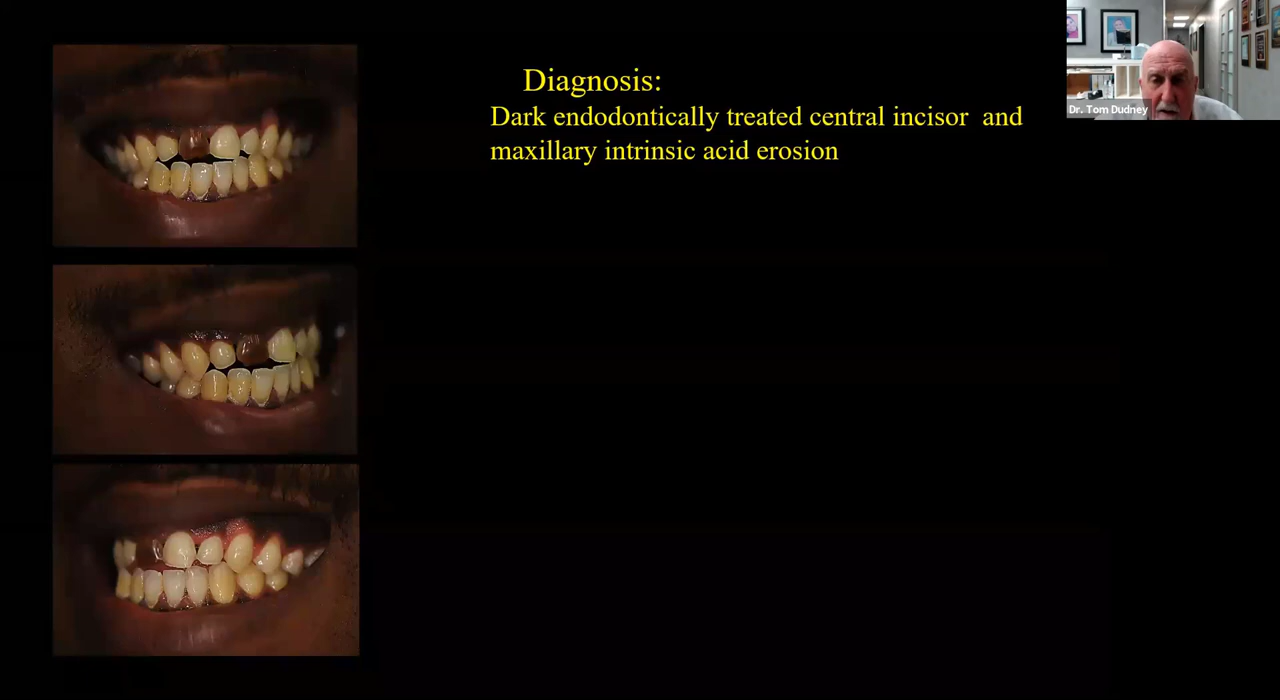 Diagnosis:
Dark endodontically treated central incisor and
maxillary intrinsic acid erosion
Dr. Tom Dudney